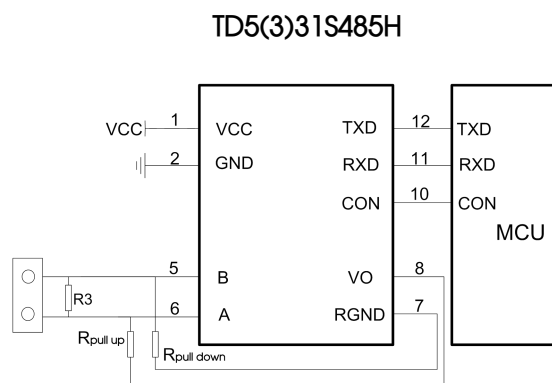 TD5(3)31S485H
VCC 1 VCC TXD 12 TXD
2 GND RXD 11 RXD
CON 10 CON
MCU
5 B VO 8
R3
6 A RGND 7
Rpull up
Rpull down